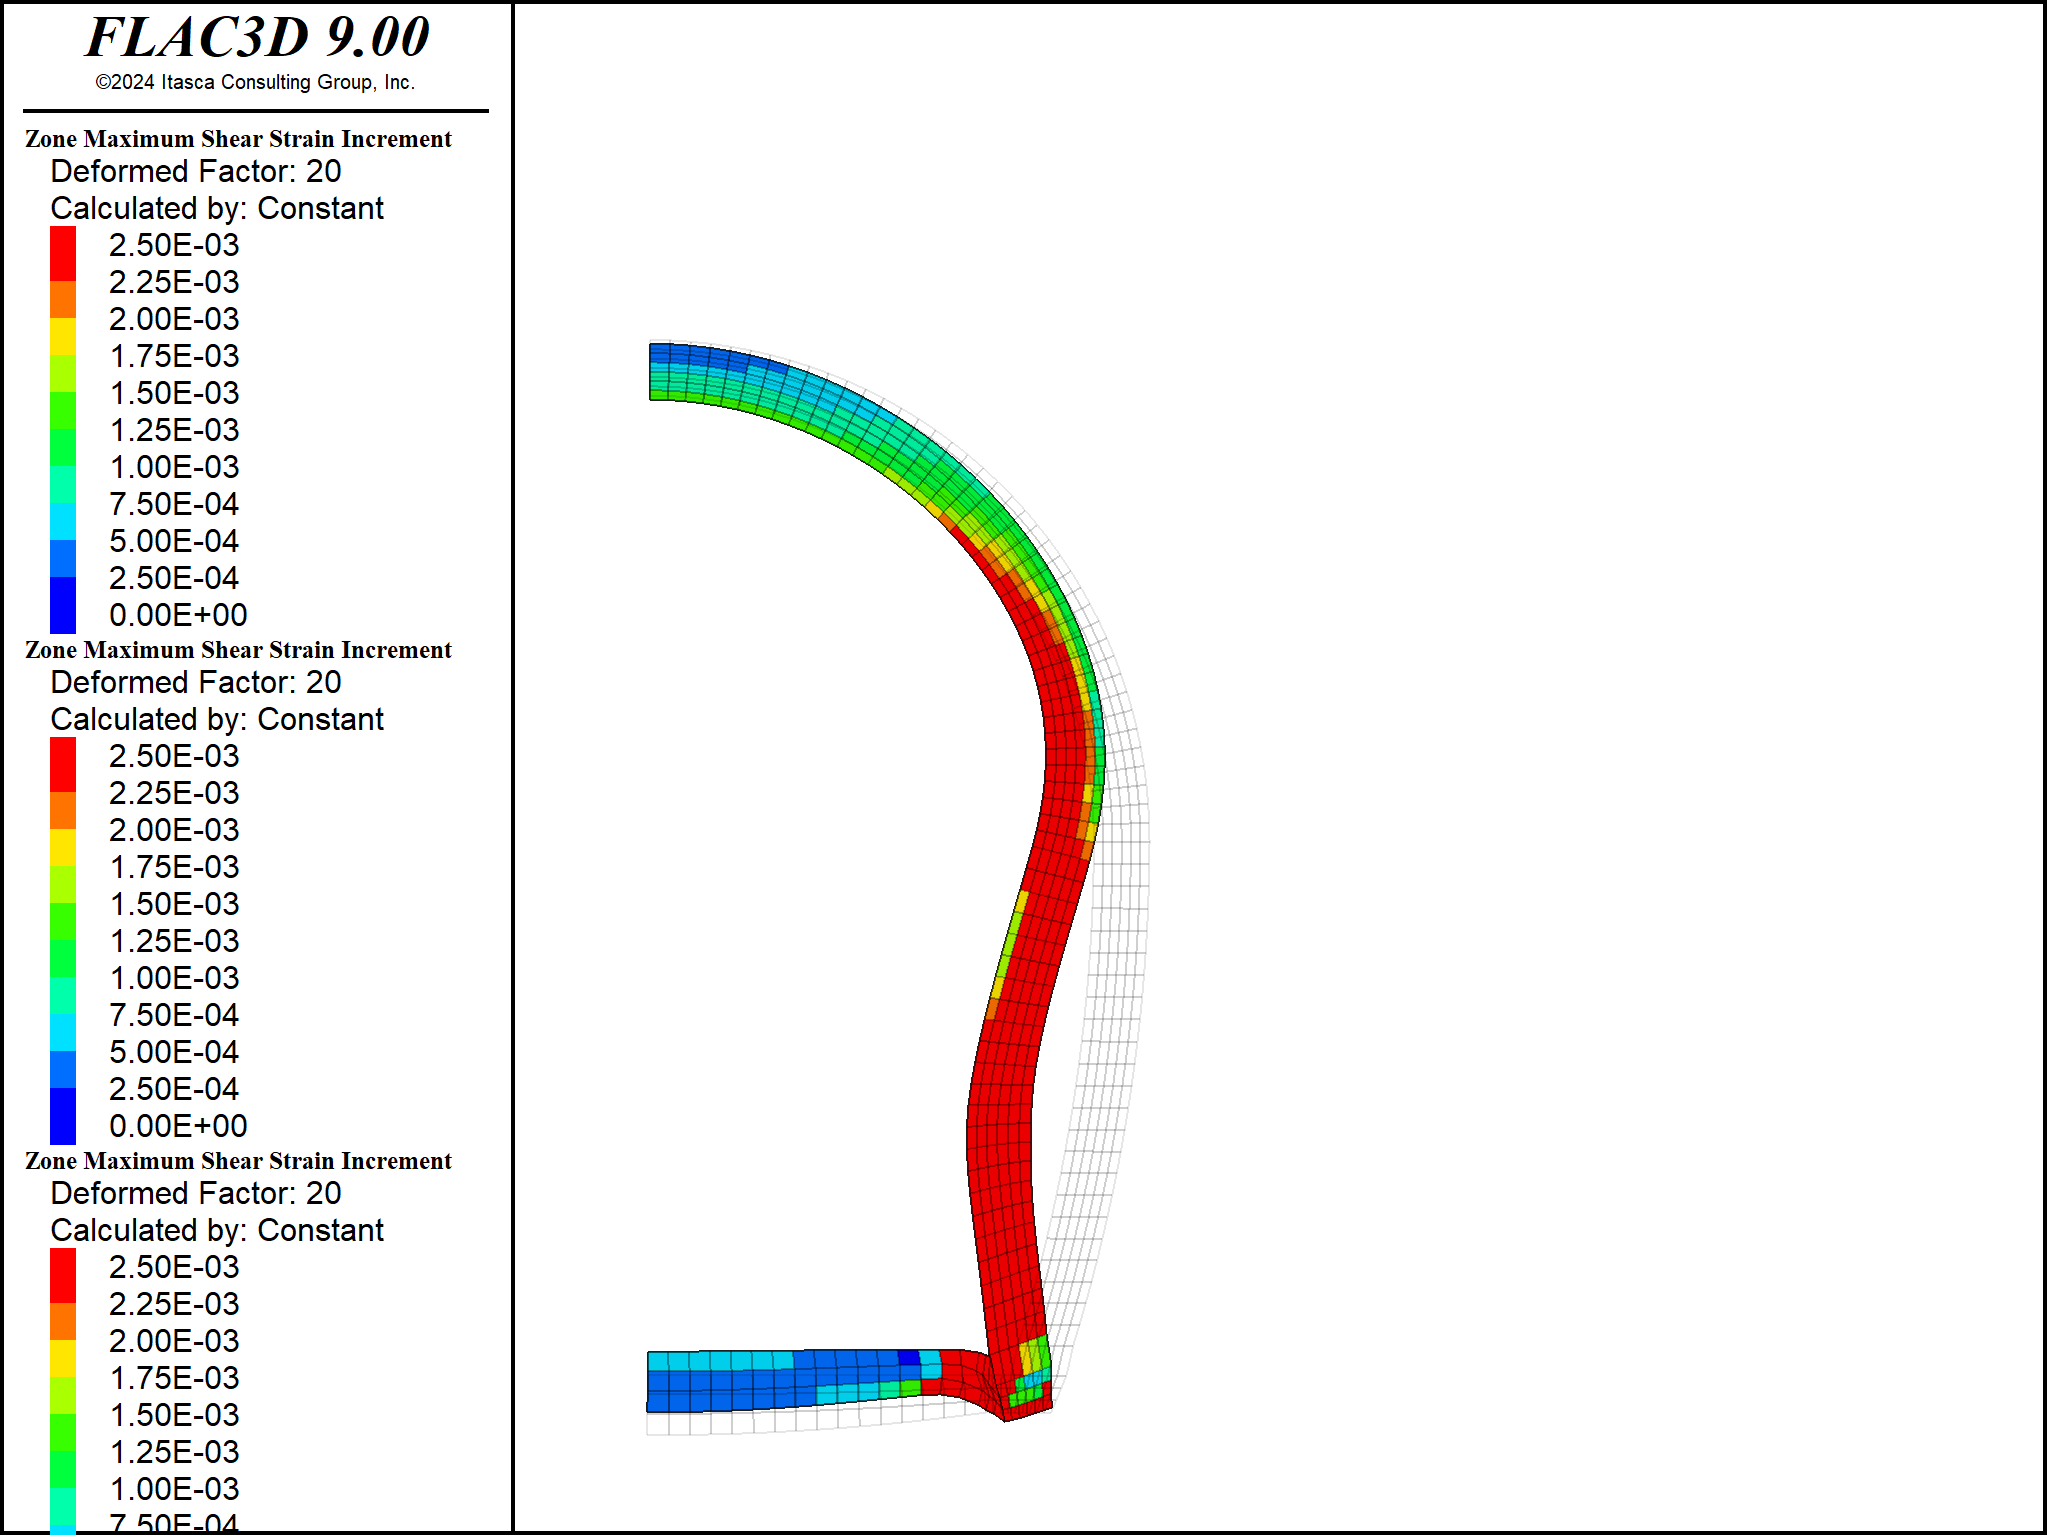 FLAC3D 9.00
©2024 Itasca Consulting Group, Inc.
Zone Maximum Shear Strain Increment
Deformed Factor: 20
Calculated by: Constant
2.50E-03
2.25E-03
2.00E-03
1.75E-03
1.50E-03
1.25E-03
1.00E-03
7.50E-04
5.00E-04
2.50E-04
0.00E+00
Zone Maximum Shear Strain Increment
Deformed Factor: 20
Calculated by: Constant
2.50E-03
2.25E-03
2.00E-03
1.75E-03
1.50E-03
1.25E-03
1.00E-03
7.50E-04
5.00E-04
2.50E-04
0.00E+00
Zone Maximum Shear Strain Increment
Deformed Factor: 20
Calculated by: Constant
2.50E-03
2.25E-03
2.00E-03
1.75E-03
1.50E-03
1.25E-03
1.00E-03
7.50E-04